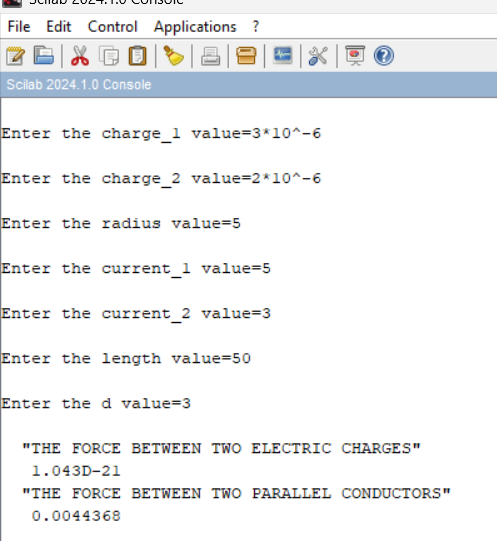 Scilab 2024.1.0 Console
File Edit Control Applications ?
Scilab 2024.1.0 Console
Enter the charge_1 value=3*10^-6
Enter the charge_2 value=2*10^-6
Enter the radius value=5
Enter the current_1 value=5
Enter the current_2 value=3
Enter the length value=50
Enter the d value=3
"THE FORCE BETWEEN TWO ELECTRIC CHARGES"
1.043D-21
"THE FORCE BETWEEN TWO PARALLEL CONDUCTORS"
0.0044368